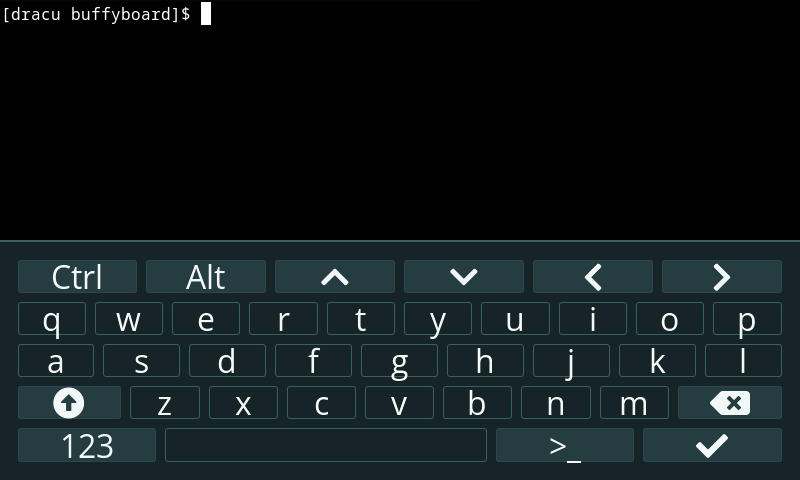 [dracu buffyboard]$
Ctrl Alt
q w e r t y u i o p
a s d f g h j k l
z x c v b n m
123 >_